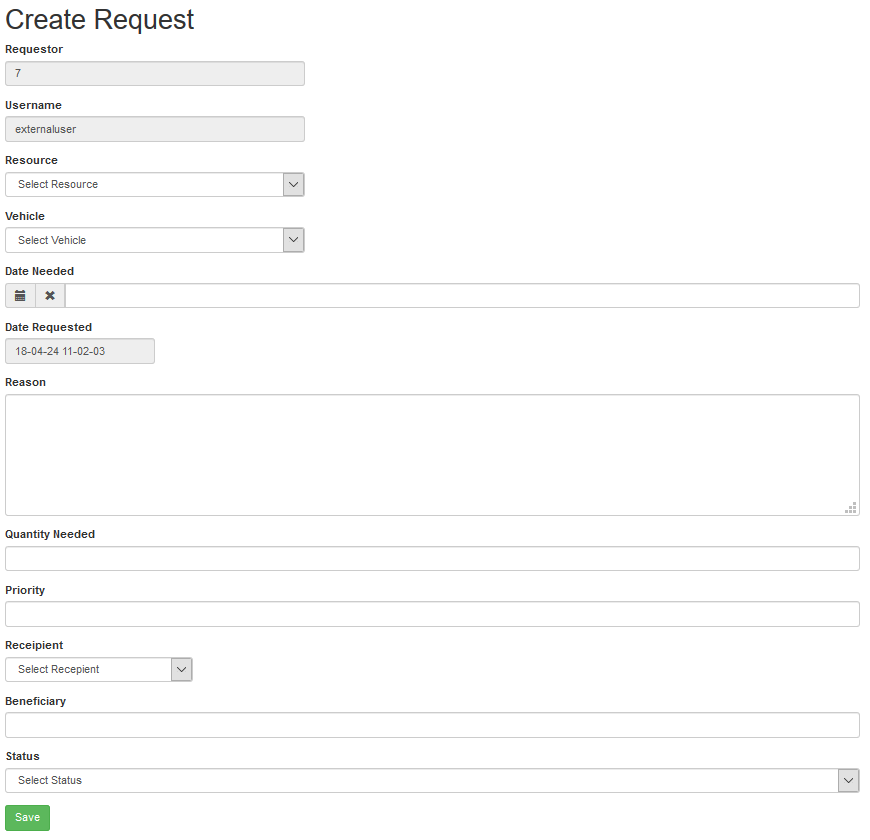 Create Request
Requestor
7
Username
externaluser
Resource
Select Resource
Vehicle
Select Vehicle
Date Needed
Date Requested
18-04-24 11-02-03
Reason
Quantity Needed
Priority
Receipient
Select Recepient
Beneficiary
Status
Select Status
Save